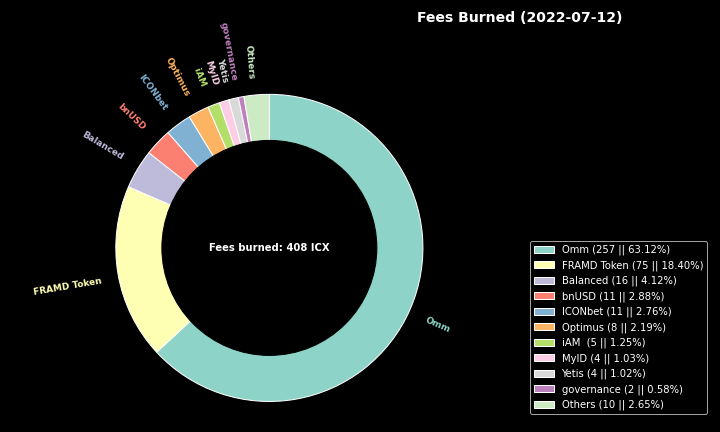 Fees Burned (2022-07-12)
governance
Others
Yetis
MyID
iAM
Optimus
ICONbet
bnUSD
Balanced
FRAMD Token
Omm
Fees burned: 408 ICX
Omm (257 || 63.12%)
FRAMD Token (75 || 18.40%)
Balanced (16 || 4.12%)
bnUSD (11 || 2.88%)
ICONbet (11 || 2.76%)
Optimus (8 || 2.19%)
iAM  (5 || 1.25%)
MyID (4 || 1.03%)
Yetis (4 || 1.02%)
governance (2 || 0.58%)
Others (10 || 2.65%)